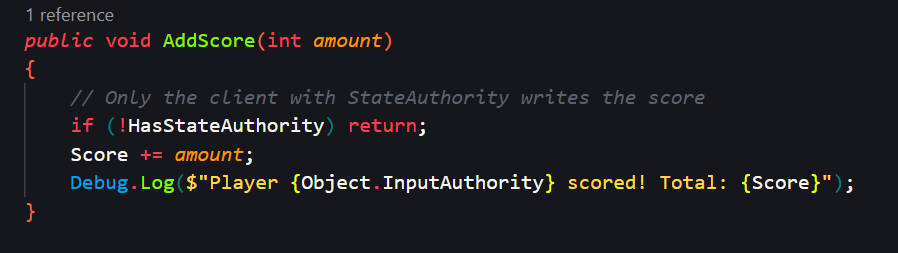 1 reference
public void AddScore(int amount)
{
    // Only the client with StateAuthority writes the score
    if (!HasStateAuthority) return;
    Score += amount;
    Debug.Log($"Player {Object.InputAuthority} scored! Total: {Score}");
}